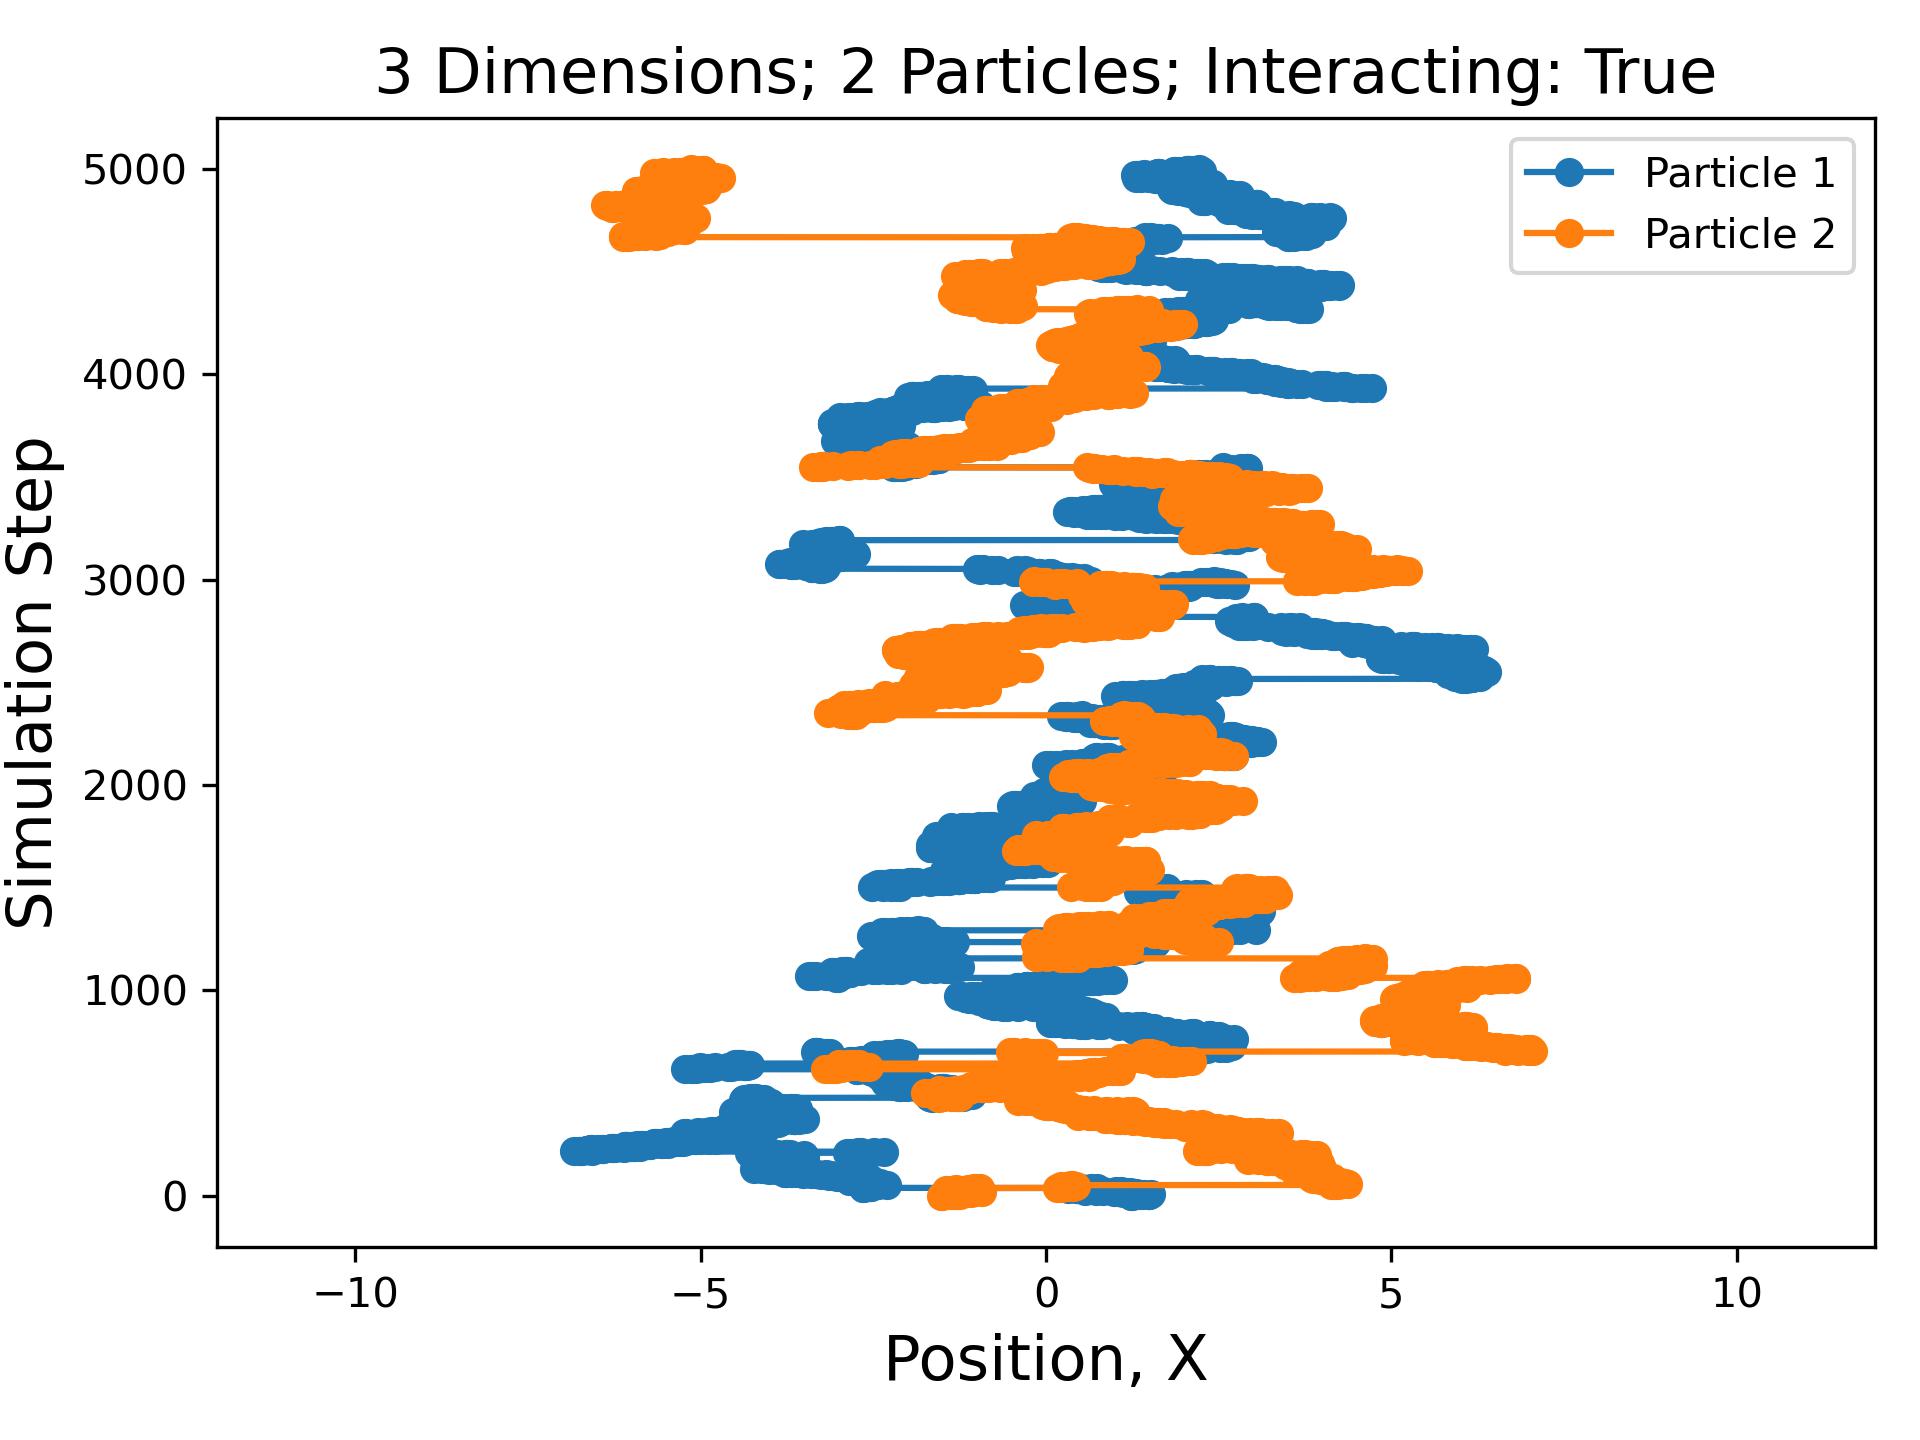 3 Dimensions; 2 Particles; Interacting: True
Particle 1
Particle 2
5000
4000
3000
2000
1000
0
Simulation Step
−10
−5
0
5
10
Position, X